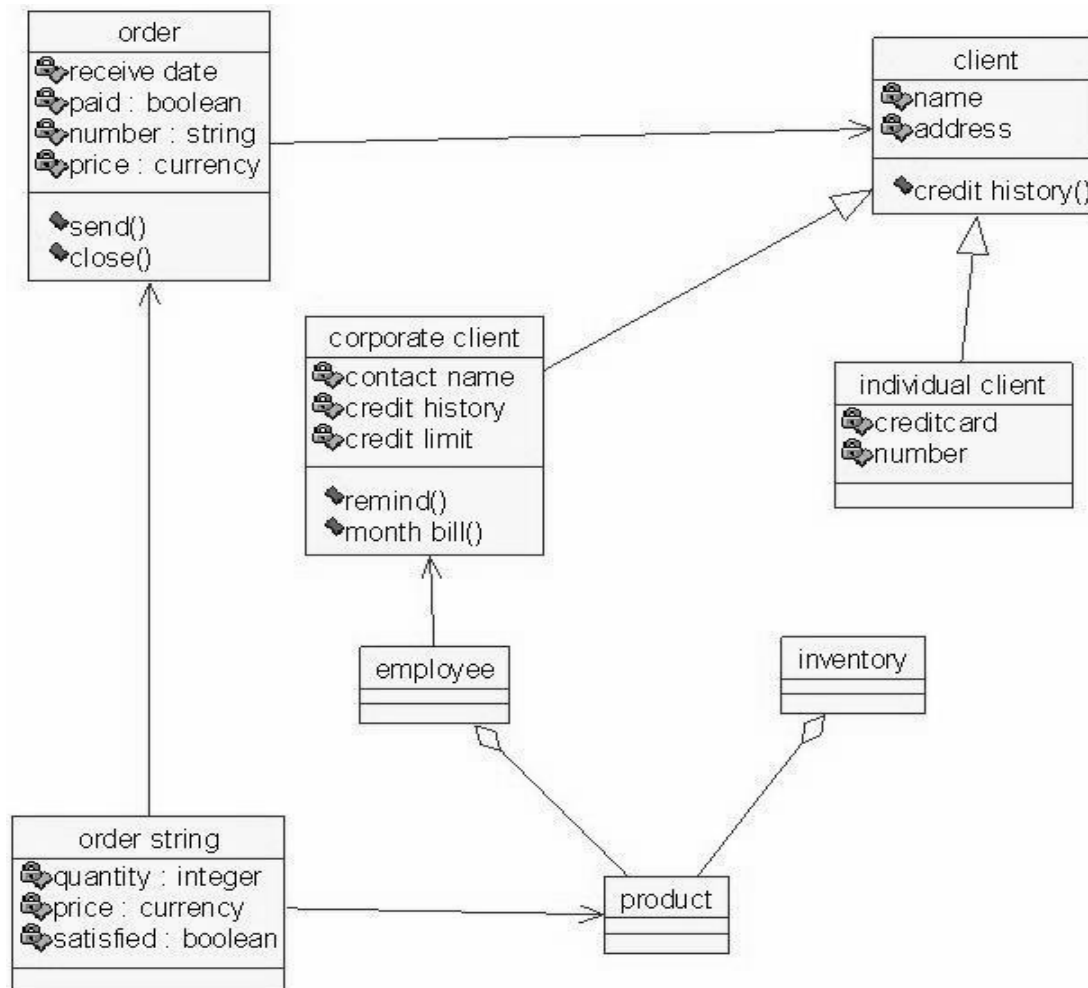 order
receive date
paid : boolean
number : string
price : currency
send()
close()
client
name
address
credit history()
corporate client
contact name
credit history
credit limit
remind()
month bill()
individual client
creditcard
number
employee
inventory
order string
quantity : integer
price : currency
satisfied : boolean
product